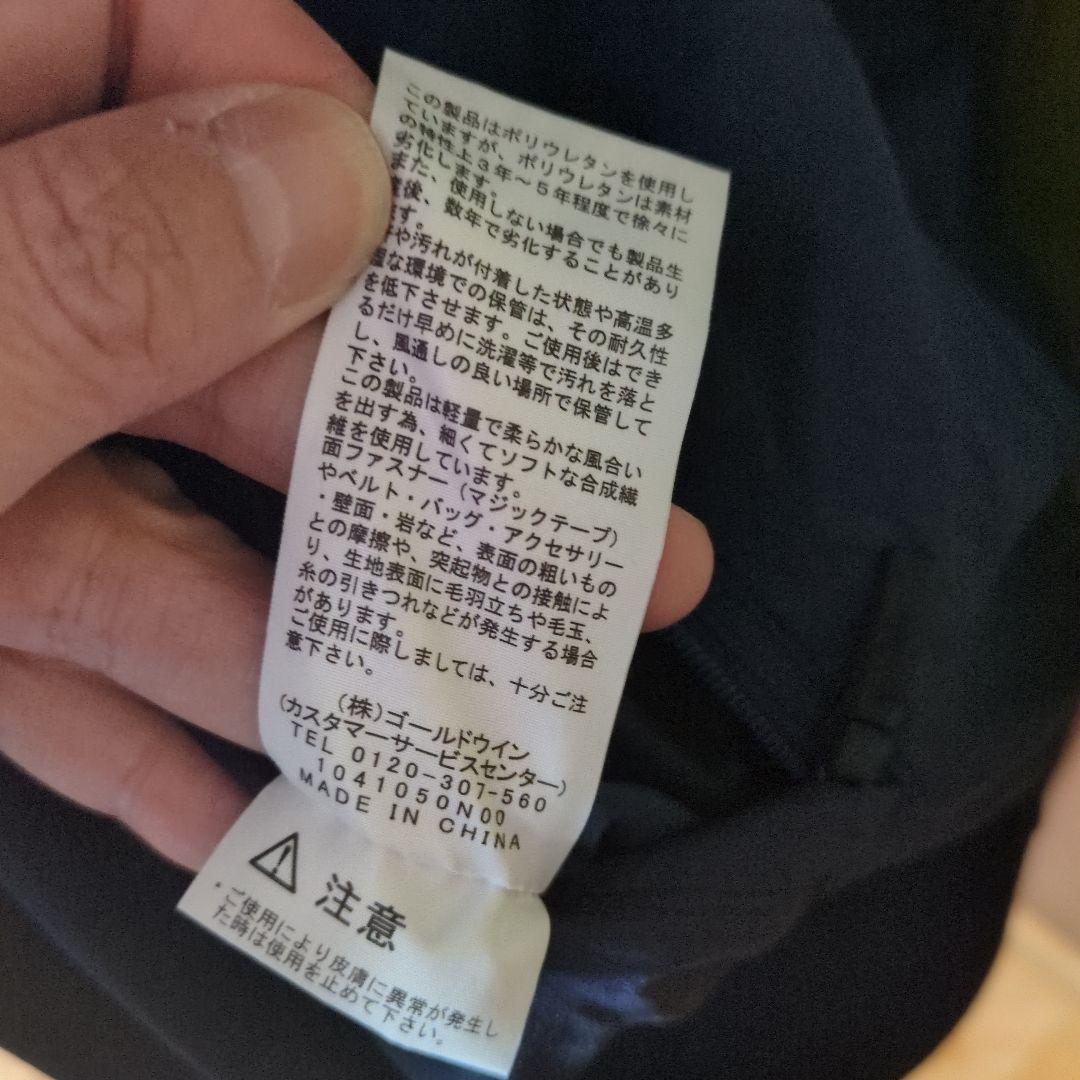 この製品はポリウレタンを使用し
ていますが、ポリウレタンは素材
の特性上3年～5年程度で徐々に
劣化します。
また、使用しない場合でも製品生
後、数年で劣化することがあり
す。
や汚れが付着した状態や高温多
な環境での保管は、その耐久性
を低下させます。ご使用後はでき
るだけ早めに洗濯等で汚れを落と
し、風通しの良い場所で保管して
下さい。
この製品は軽量で柔らかな風合い
を出す為、細くてソフトな合成繊
維を使用しています。
面ファスナー(マジックテープ)
やベルト・バッグ・アクセサリー
・壁面・岩など、表面の粗いもの
との摩擦や、突起物との接触によ
り、生地表面に毛羽立ちや毛玉、
糸の引きつれなどが発生する場合
があります。
ご使用に際しましては、十分ご注
意下さい。
(株)ゴールドウイン
(カスタマーサービスセンター)
TEL 0120-307-560
1041050N00
MADE IN CHINA
注意
・ご使用により皮膚に異常が発生し
た時は使用を止めて下さい。